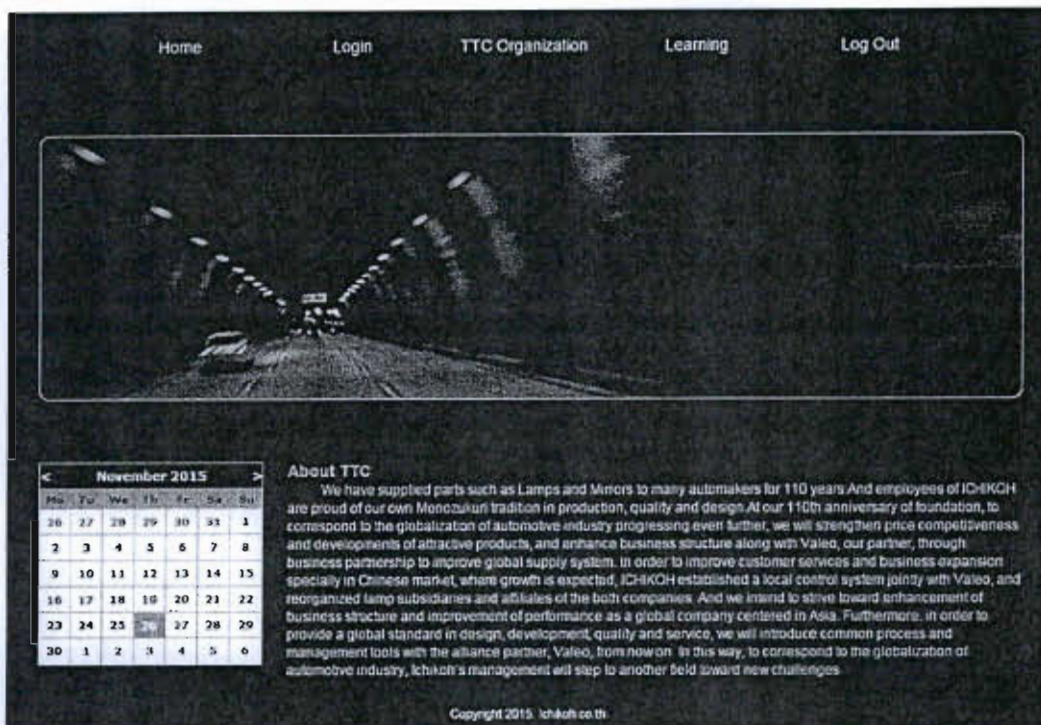 Home Login TTC Organization Learning Log Out
< November 2015 >
Mo Tu We Th Fr Sa Su
26 27 28 29 30 31 1
2 3 4 5 6 7 8
9 10 11 12 13 14 15
16 17 18 19 20 21 22
23 24 25 26 27 28 29
30 1 2 3 4 5 6
About TTC
We have supplied parts such as Lamps and Mirrors to many automakers for 110 years.And employees of ICHIKOH
are proud of our own Monozukuri tradition in production, quality and design.At our 110th anniversary of foundation, to
correspond to the globalization of automotive industry progressing even further, we will strengthen price competitiveness
and developments of attractive products, and enhance business structure along with Valeo, our partner, through
business partnership to improve global supply system. In order to improve customer services and business expansion
specially in Chinese market, where growth is expected, ICHIKOH established a local control system jointly with Valeo, and
reorganized lamp subsidiaries and affiliates of the both companies. And we intend to strive toward enhancement of
business structure and improvement of performance as a global company centered in Asia. Furthermore, in order to
provide a global standard in design, development, quality and service, we will introduce common process and
management tools with the alliance partner, Valeo, from now on. In this way, to correspond to the globalization of
automotive industry, Ichikoh's management will step to another field toward new challenges.
Copyright 2015. Ichikoh.co.th